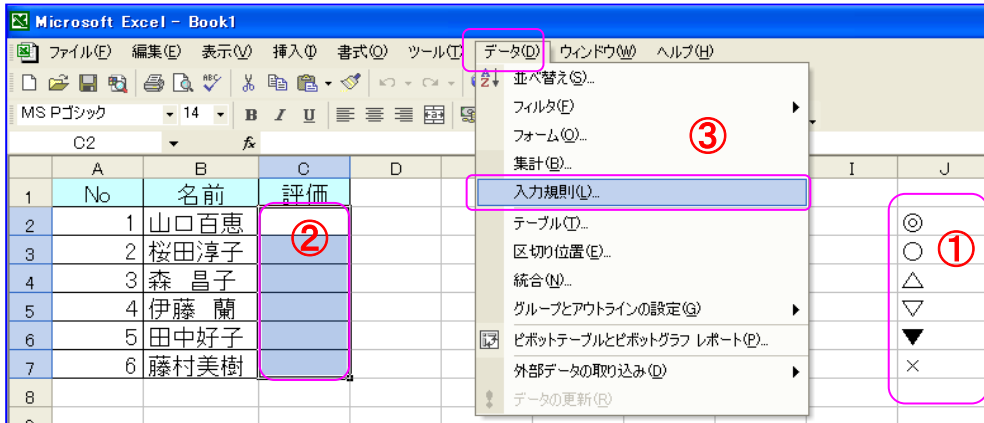 Microsoft Excel - Book1
ファイル(F) 編集(E) 表示(V) 挿入(I) 書式(O) ツール(T) データ(D) ウィンドウ(W) ヘルプ(H)
MS Pゴシック 14 B I U
C2 fx
A B C D I J
1 No 名前 評価
2 1 山口百恵 ◎
3 2 桜田淳子 ○
4 3 森 昌子 △
5 4 伊藤 蘭 ▽
6 5 田中好子 ▼
7 6 藤村美樹 ×
8
②
①
並べ替え(S)...
フィルタ(F)
フォーム(O)...
③
集計(B)...
入力規則(L)...
テーブル(T)...
区切り位置(E)...
統合(N)...
グループとアウトラインの設定(G)
ピボットテーブルとピボットグラフ レポート(P)...
外部データの取り込み(D)
データの更新(R)